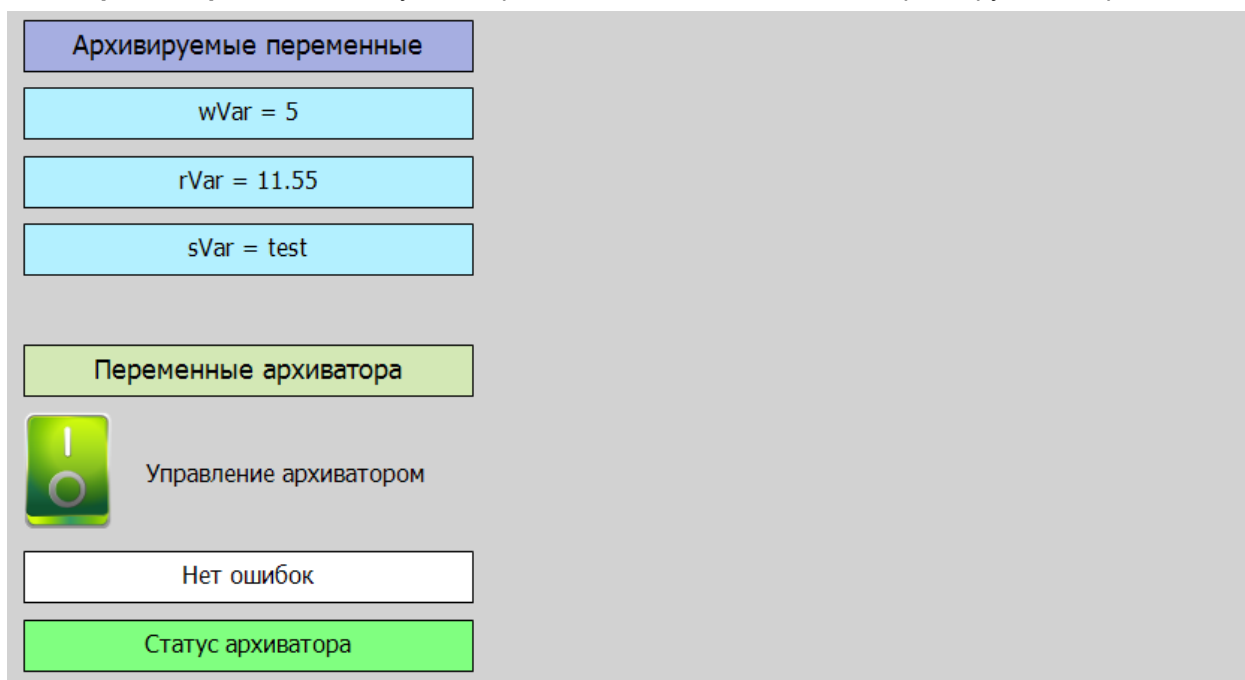 Архивируемые переменные
wVar = 5
rVar = 11.55
sVar = test
Переменные архиватора
Управление архиватором
Нет ошибок
Статус архиватора